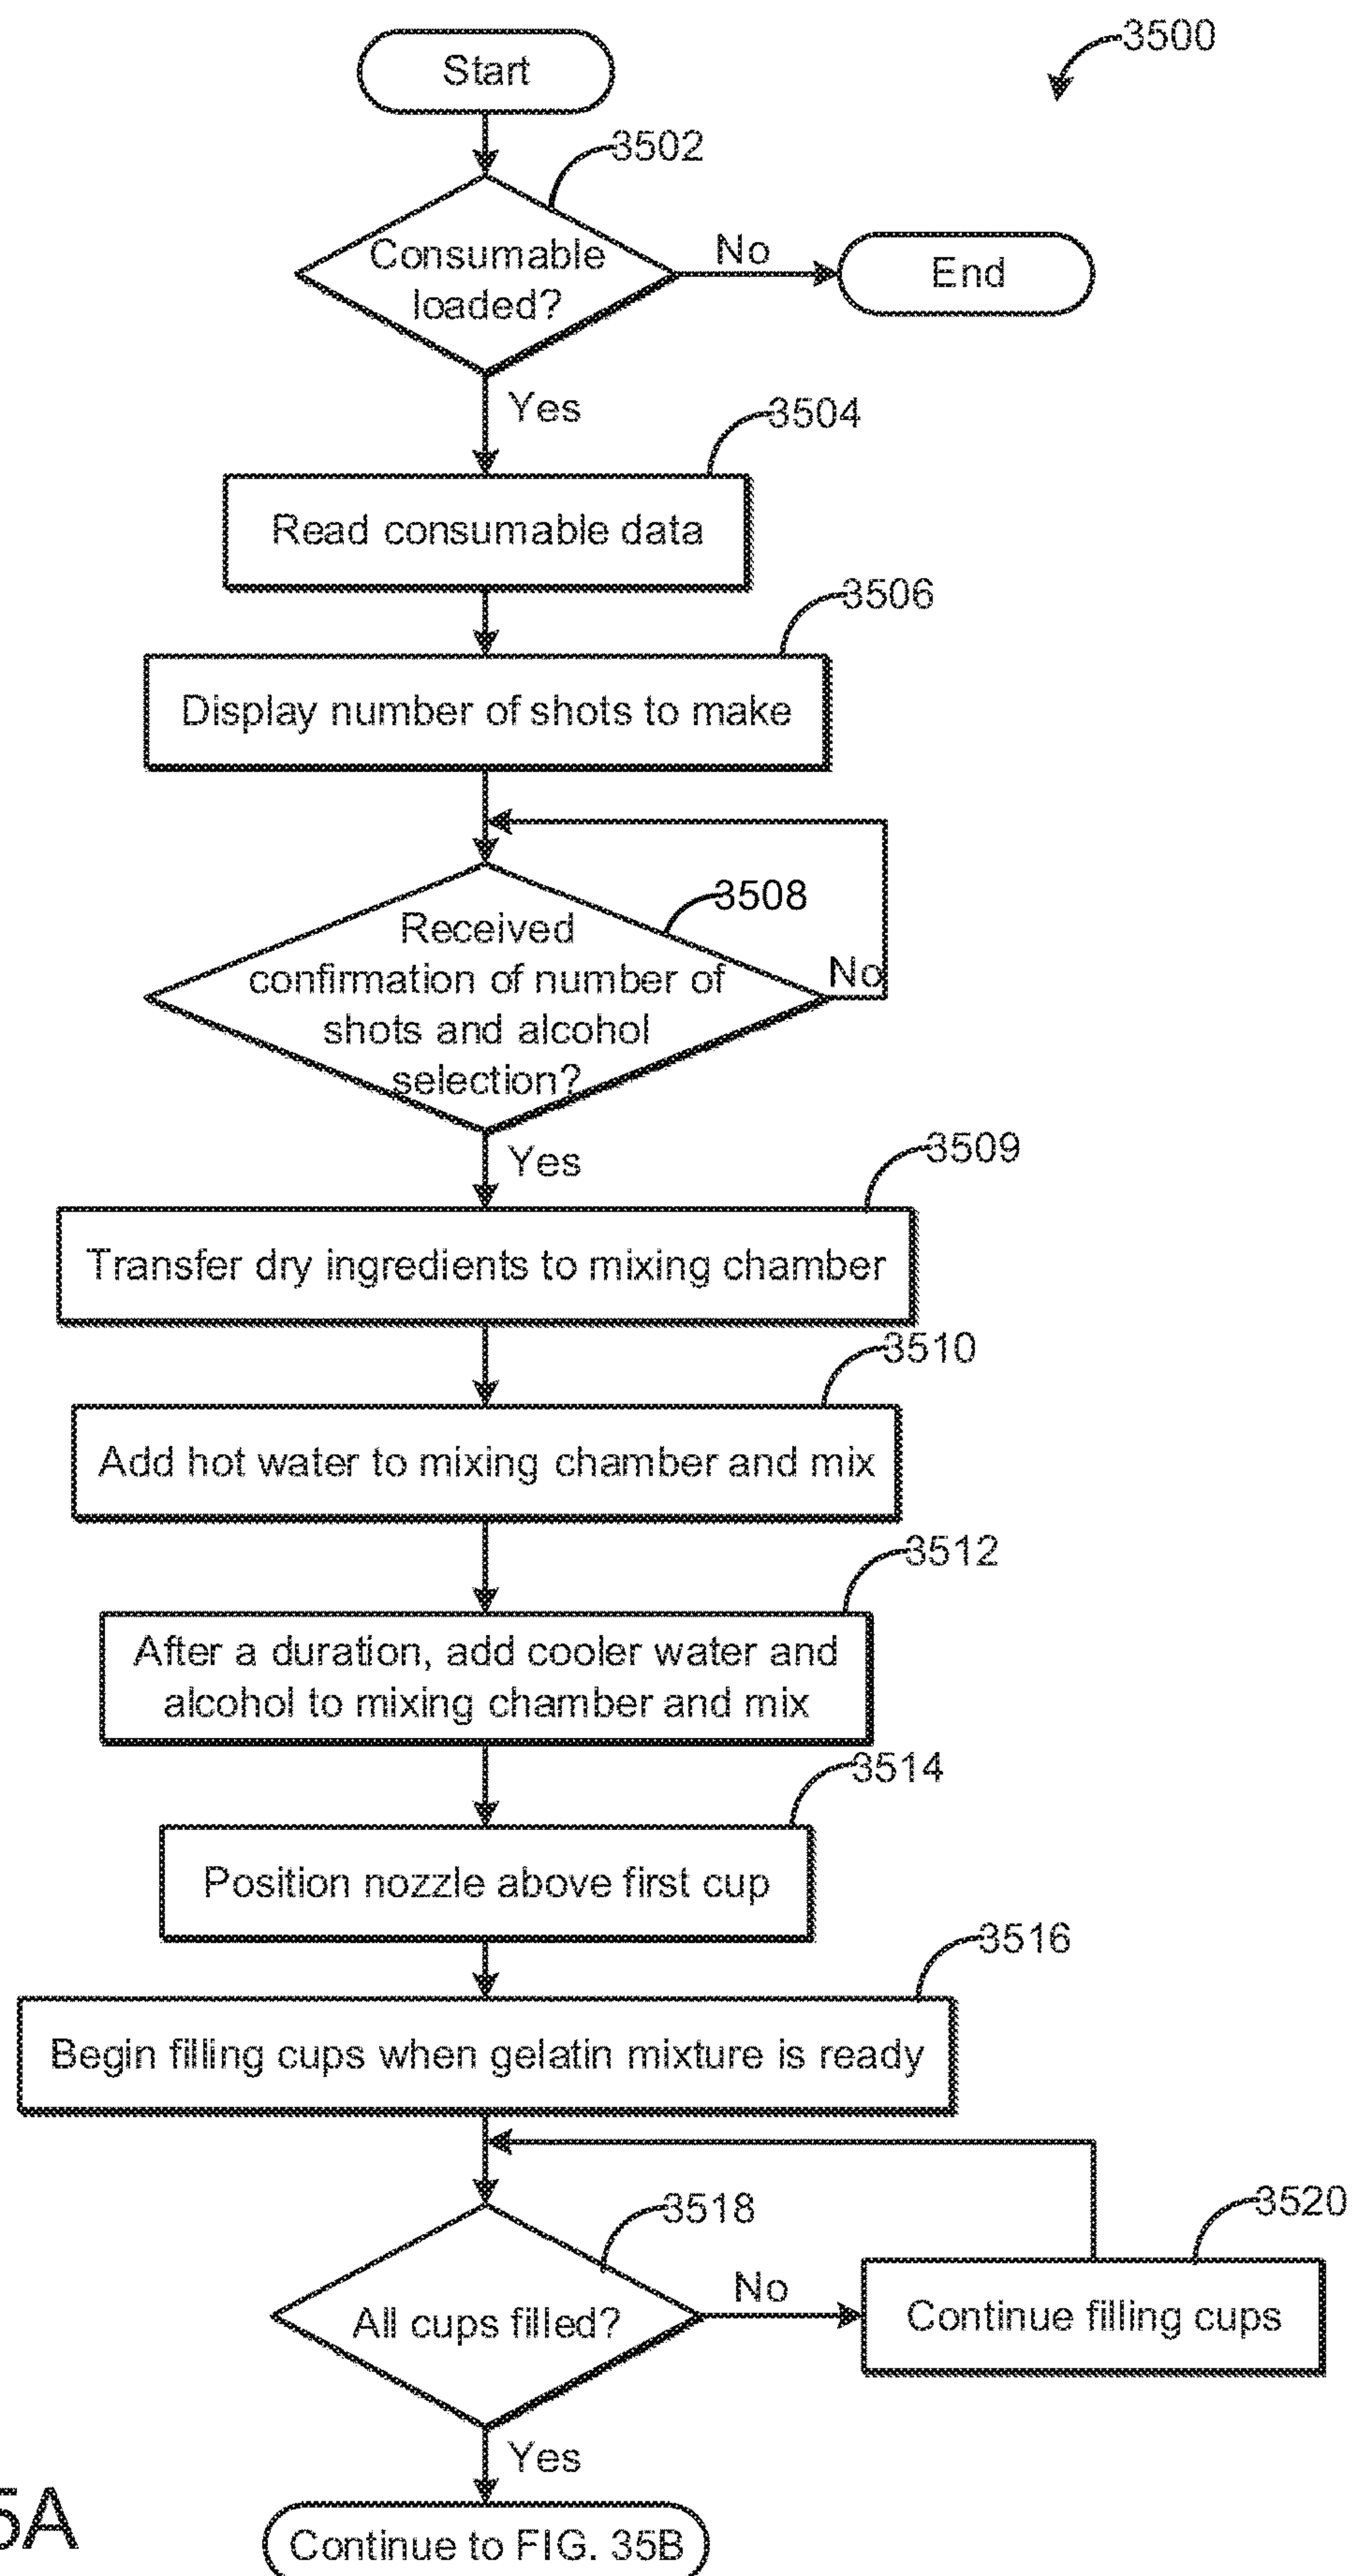 3500
Start
3502
Consumable
loaded?
No
End
Yes
3504
Read consumable data
3506
Display number of shots to make
3508
Received
confirmation of number of
shots and alcohol
selection?
No
Yes
3509
Transfer dry ingredients to mixing chamber
3510
Add hot water to mixing chamber and mix
3512
After a duration, add cooler water and
alcohol to mixing chamber and mix
3514
Position nozzle above first cup
3516
Begin filling cups when gelatin mixture is ready
3518
All cups filled?
No
3520
Continue filling cups
Yes
5A
Continue to FIG. 35B